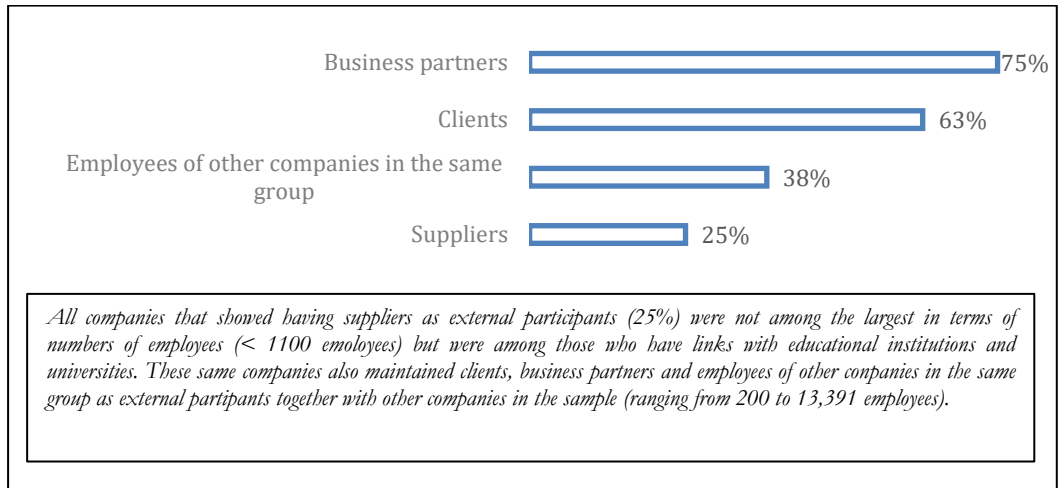 Business partners 75%
Clients 63%
Employees of other companies in the same
group 38%
Suppliers 25%
All companies that showed having suppliers as external participants (25%) were not among the largest in terms of
numbers of employees (< 1100 emoloyees) but were among those who have links with educational institutions and
universities. These same companies also maintained clients, business partners and employees of other conpanies in the same
group as external partipants together with other companies in the sample (ranging from 200 to 13,391 employees).